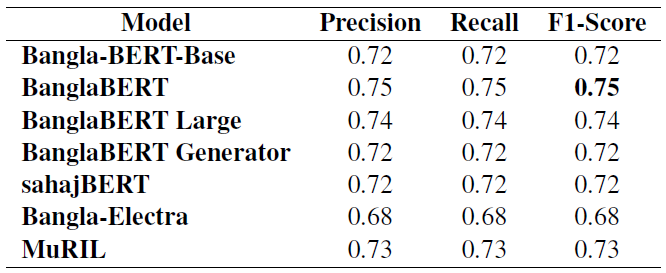 Model Precision Recall F1-Score
Bangla-BERT-Base 0.72 0.72 0.72
BanglaBERT 0.75 0.75 0.75
BanglaBERT Large 0.74 0.74 0.74
BanglaBERT Generator 0.72 0.72 0.72
sahajBERT 0.72 0.72 0.72
Bangla-Electra 0.68 0.68 0.68
MuRIL 0.73 0.73 0.73